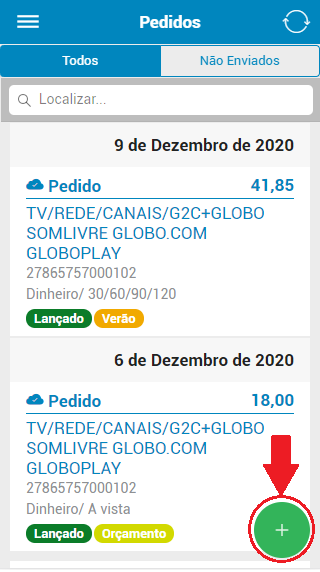 Pedidos
Todos
Não Enviados
Localizar...
9 de Dezembro de 2020
Pedido 41,85
TV/REDE/CANAIS/G2C+GLOBO
SOMLIVRE GLOBO.COM
GLOBOPLAY
27865757000102
Dinheiro/ 30/60/90/120
Lançado Verão
6 de Dezembro de 2020
Pedido 18,00
TV/REDE/CANAIS/G2C+GLOBO
SOMLIVRE GLOBO.COM
GLOBOPLAY
27865757000102
Dinheiro/ A vista
Lançado Orçamento
+